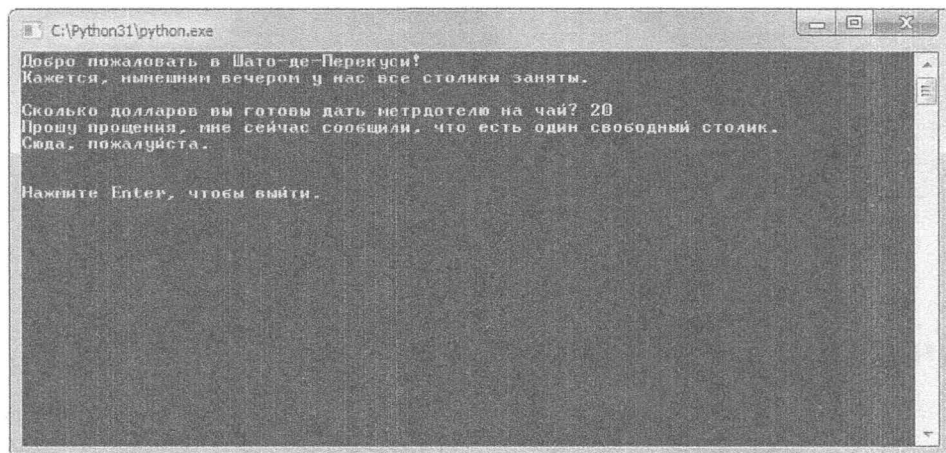 C:\Python31\python.exe
Добро пожаловать в Шато-де-Перекуси!
Кажется, нынешним вечером у нас все столики заняты.
Сколько долларов вы готовы дать метрдотелю на чай? 20
Прошу прощения, мне сейчас сообщили, что есть один свободный столик.
Сюда, пожалуйста.
Нажмите Enter, чтобы выйти.